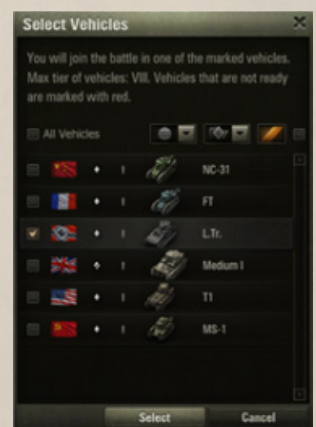 Select Vehicles
You will join the battle in one of the marked vehicles.
Max tier of vehicles: VIII. Vehicles that are not ready
are marked with red.
All Vehicles
I NC-31
I FT
I L.Tr.
I Medium I
I T1
I MS-1
Select Cancel